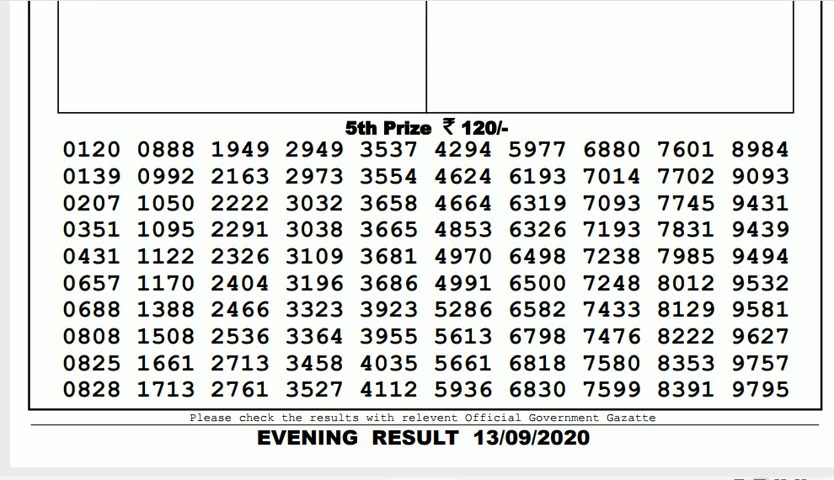 5th Prize ₹ 120/-
0120 0888 1949 2949 3537 4294 5977 6880 7601 8984
0139 0992 2163 2973 3554 4624 6193 7014 7702 9093
0207 1050 2222 3032 3658 4664 6319 7093 7745 9431
0351 1095 2291 3038 3665 4853 6326 7193 7831 9439
0431 1122 2326 3109 3681 4970 6498 7238 7985 9494
0657 1170 2404 3196 3686 4991 6500 7248 8012 9532
0688 1388 2466 3323 3923 5286 6582 7433 8129 9581
0808 1508 2536 3364 3955 5613 6798 7476 8222 9627
0825 1661 2713 3458 4035 5661 6818 7580 8353 9757
0828 1713 2761 3527 4112 5936 6830 7599 8391 9795
Please check the results with relevent Official Government Gazatte
EVENING RESULT 13/09/2020